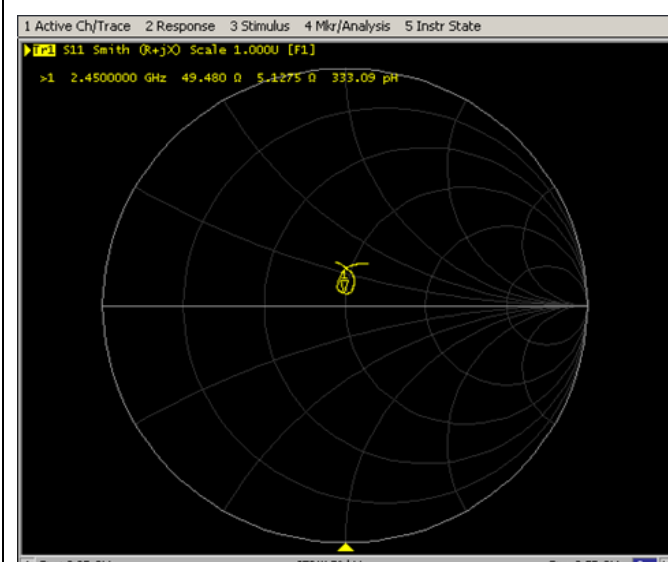 1 Active Ch/Trace 2 Response 3 Stimulus 4 Mkr/Analysis 5 Instr State
Tr1 S11 Smith (R+jX) Scale 1.000U [F1]
>1 2.4500000 GHz 49.480 Ω 5.1275 Ω 333.09 pH